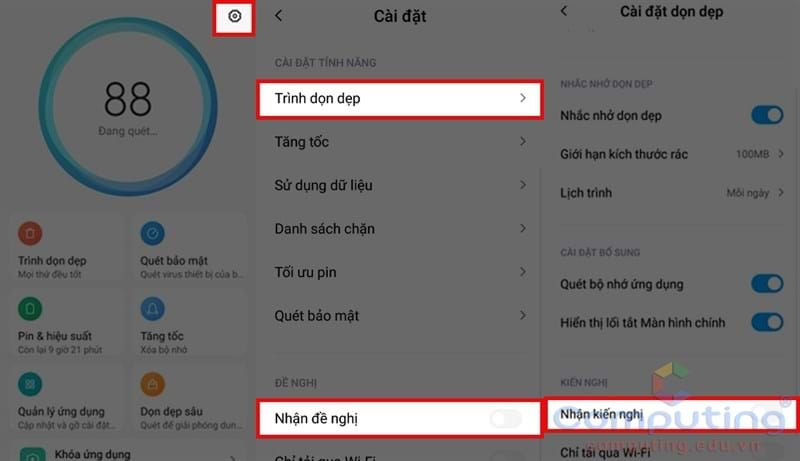 88
Đang quét...
Trình dọn dẹp
Mọi thứ đều tốt
Quét bảo mật
Quét virus thiết bị của b...
Pin & hiệu suất
Còn lại 9 giờ 21 phút
Tăng tốc
Xóa bộ nhớ
Quản lý ứng dụng
Cập nhật và gỡ cài đặt...
Dọn dẹp sâu
Quét để giải phóng dun...
Khóa ứng dụng
Cài đặt
CÀI ĐẶT TÍNH NĂNG
Trình dọn dẹp
Tăng tốc
Sử dụng dữ liệu
Danh sách chặn
Tối ưu pin
Quét bảo mật
ĐỀ NGHỊ
Nhận đề nghị
Chỉ tải qua Wi-Fi
Cài đặt dọn dẹp
NHẮC NHỞ DỌN DẸP
Nhắc nhở dọn dẹp
Giới hạn kích thước rác 100MB
Lịch trình Mỗi ngày
CÀI ĐẶT BỔ SUNG
Quét bộ nhớ ứng dụng
Hiển thị lối tắt Màn hình chính
KIẾN NGHỊ
Nhận kiến nghị
Chỉ tải qua Wi-Fi
Computing
computing.edu.vn